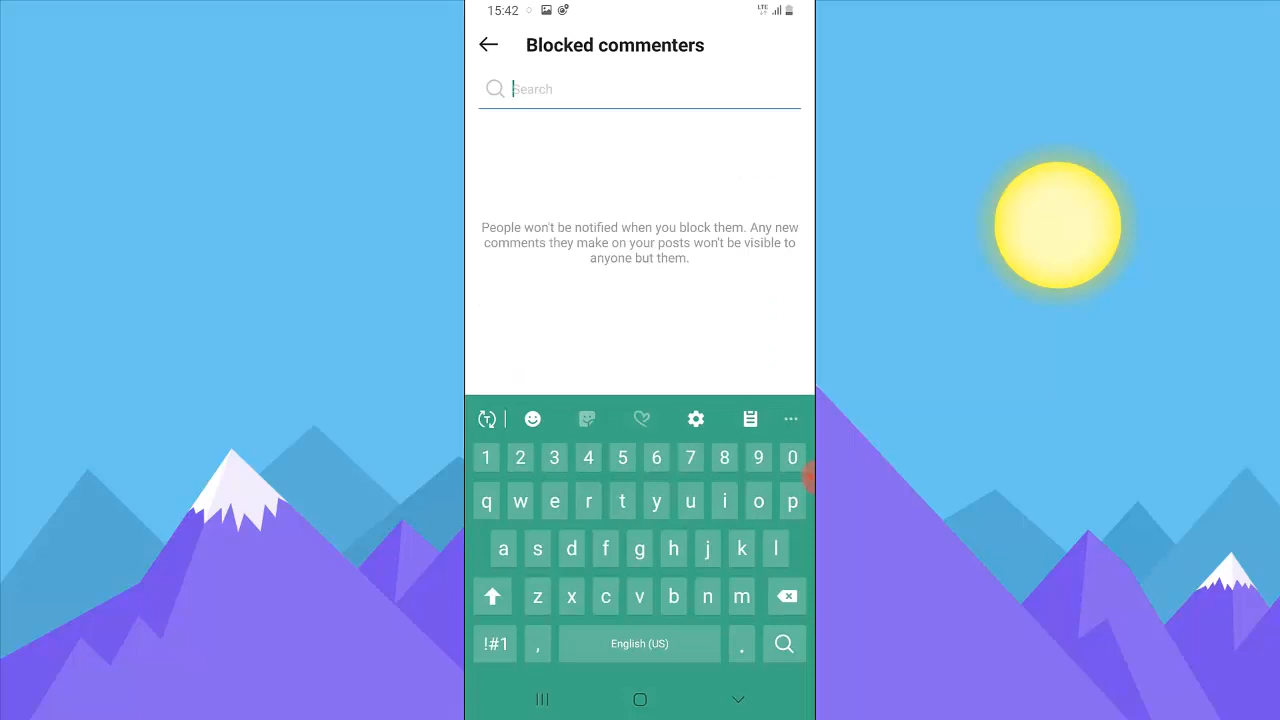 15:42
LTE
Blocked commenters
Search
People won't be notified when you block them. Any new
comments they make on your posts won't be visible to
anyone but them.
1 2 3 4 5 6 7 8 9 0
q w e r t y u i o p
a s d f g h j k l
z x c v b n m
!#1 , English (US) .